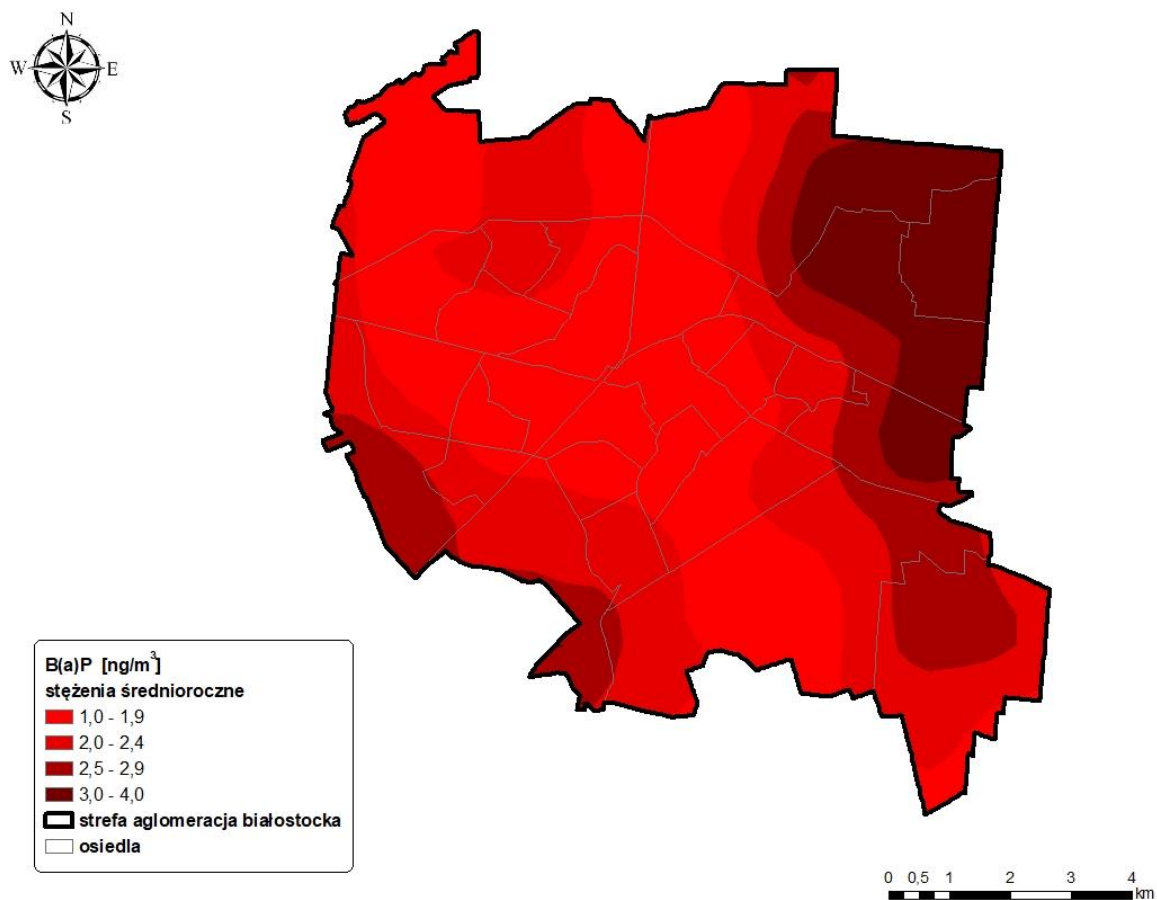 N
W E
S
B(a)P [ng/m³]
stężenia średnioroczne
1,0 - 1,9
2,0 - 2,4
2,5 - 2,9
3,0 - 4,0
strefa aglomeracja białostocka
osiedla
0 0,5 1 2 3 4
km